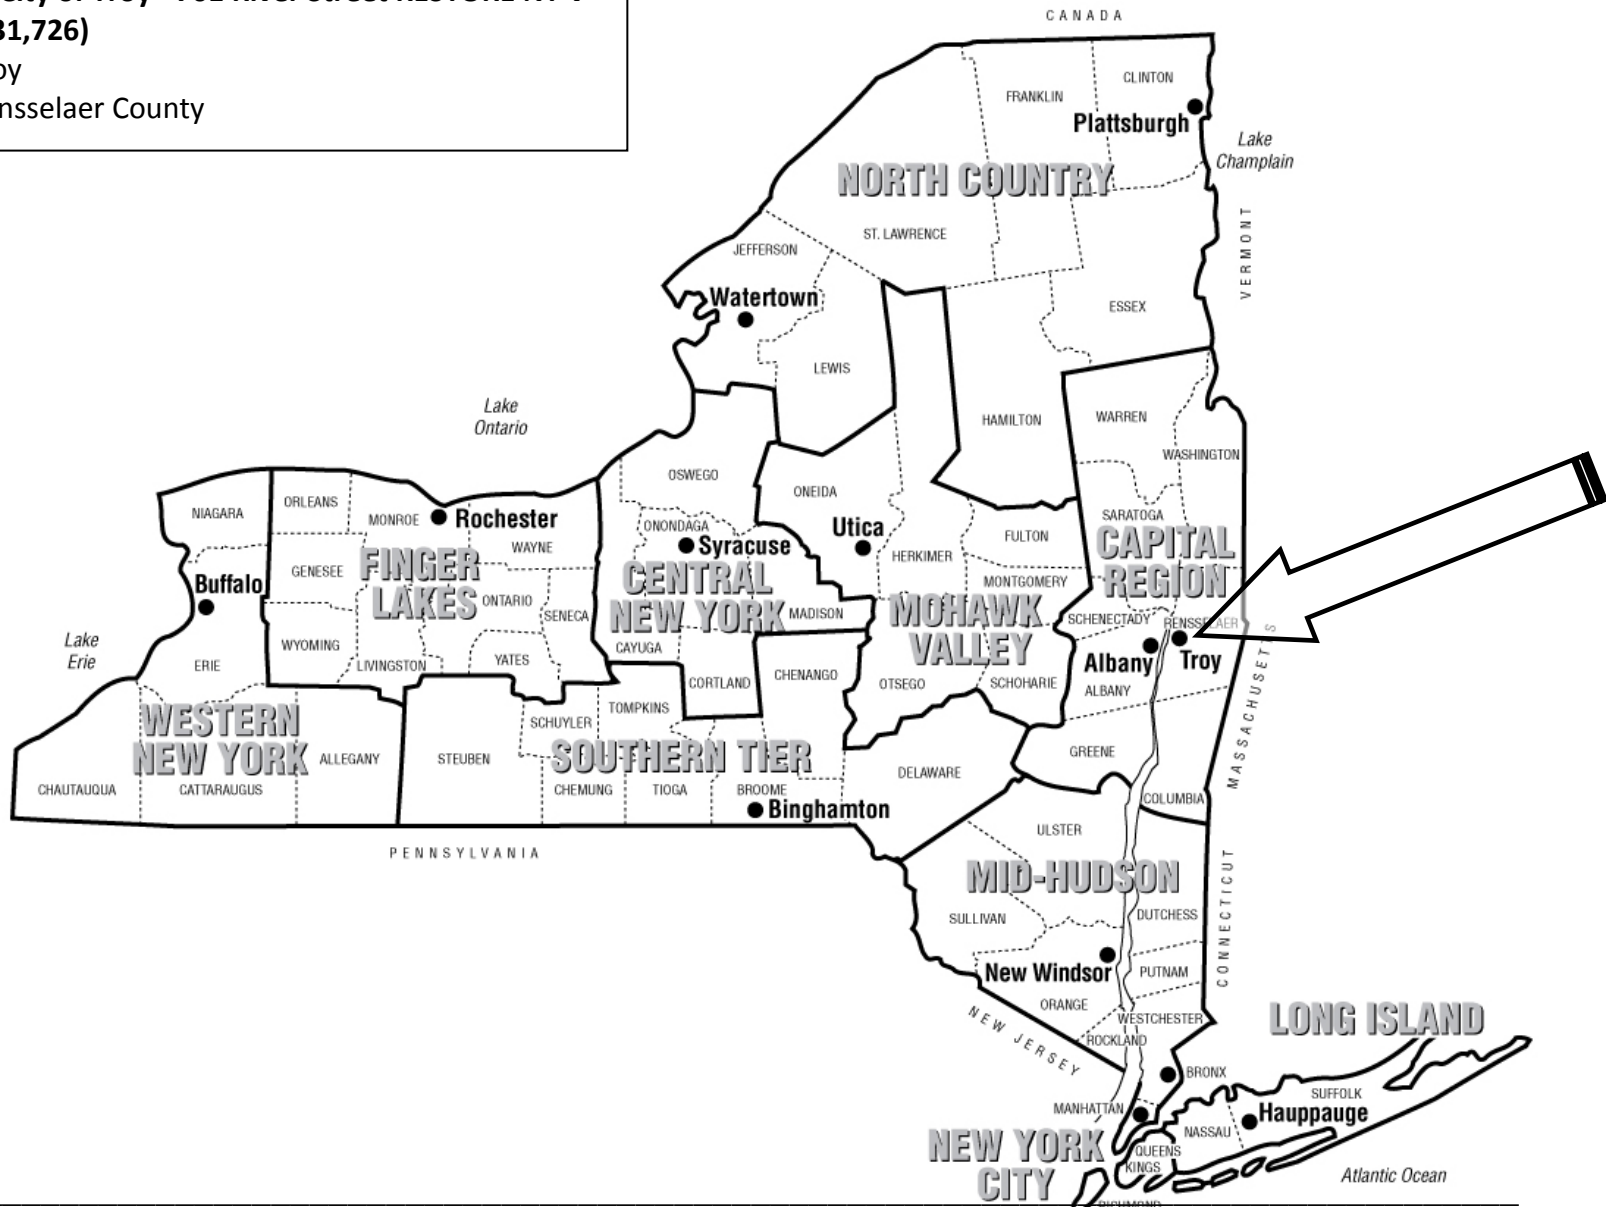 31,726)
nsselaer County
CANADA
CLINTON
FRANKLIN
Plattsburgh
Lake
Champlain
NORTH COUNTRY
VERMONT
ST. LAWRENCE
JEFFERSON
Watertown
ESSEX
LEWIS
Lake
Ontario
HAMILTON
WARREN
WASHINGTON
OSWEGO
ONEIDA
NIAGARA
ORLEANS
MONROE
Rochester
ONONDAGA
Syracuse
Utica
SARATOGA
FULTON
WAYNE
HERKIMER
CAPITAL
REGION
GENESEE
FINGER
LAKES
Buffalo
CENTRAL
NEW YORK
MONTGOMERY
ONTARIO
SENECA
MADISON
MOHAWK
VALLEY
SCHENECTADY
RENSSELAER
Lake
Erie
WYOMING
LIVINGSTON
YATES
CAYUGA
ERIE
CHENANGO
CORTLAND
OTSEGO
SCHOHARIE
Albany
Troy
ALBANY
MASSACHUSETTS
WESTERN
NEW YORK
TOMPKINS
SCHUYLER
SOUTHERN TIER
ALLEGANY
STEUBEN
GREENE
DELAWARE
CHAUTAUQUA
CATTARAUGUS
CHEMUNG
TIOGA
BROOME
Binghamton
COLUMBIA
ULSTER
PENNSYLVANIA
MID-HUDSON
CONNECTICUT
SULLIVAN
DUTCHESS
New Windsor
PUTNAM
ORANGE
NEW JERSEY
WESTCHESTER
ROCKLAND
LONG ISLAND
BRONX
SUFFOLK
MANHATTAN
Hauppauge
NASSAU
NEW YORK
CITY
QUEENS
KINGS
Atlantic Ocean
RICHMOND